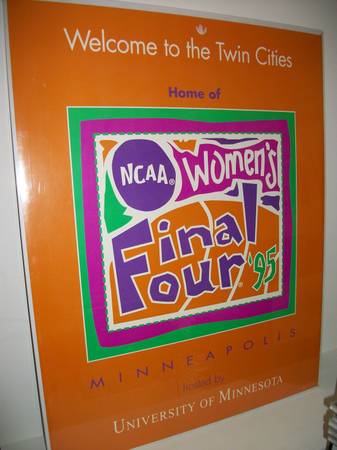 Welcome to the Twin Cities
Home of
NCAA®
Women's
Final
Four® '95
MINNEAPOLIS
hosted by
UNIVERSITY OF MINNESOTA